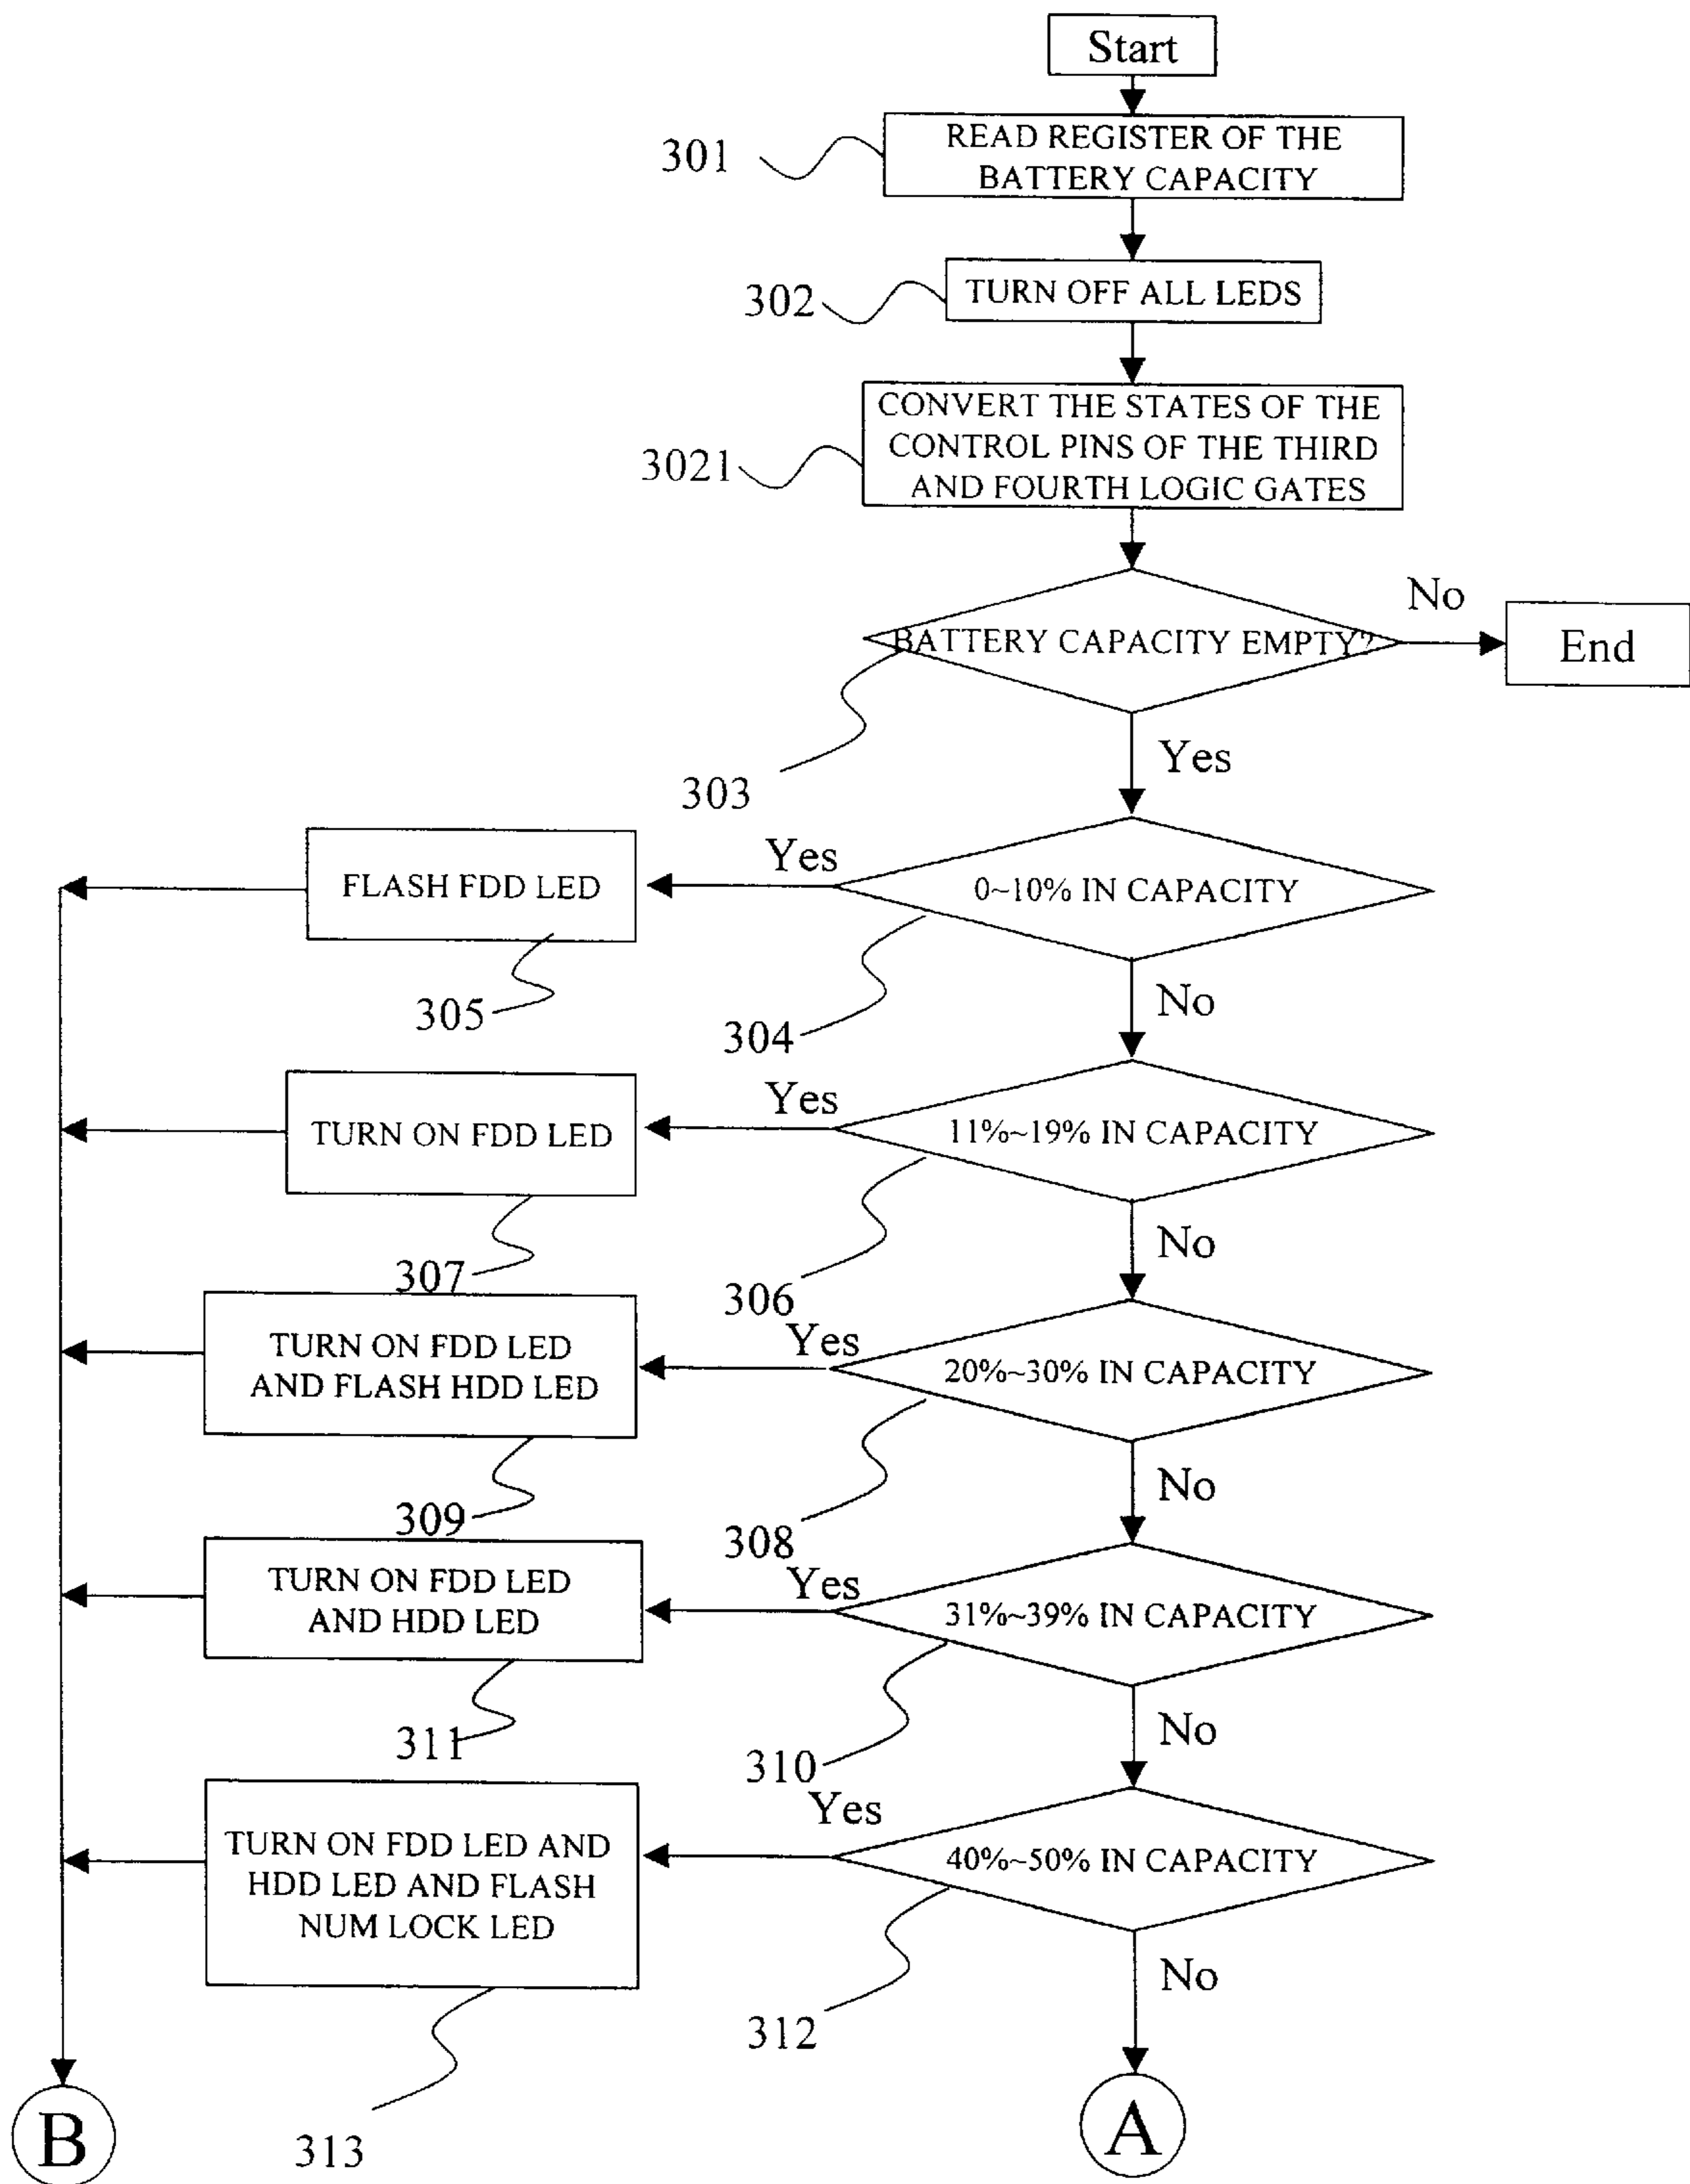 Start
301
READ REGISTER OF THE
BATTERY CAPACITY
302
TURN OFF ALL LEDS
3021
CONVERT THE STATES OF THE
CONTROL PINS OF THE THIRD
AND FOURTH LOGIC GATES
BATTERY CAPACITY EMPTY?
No
End
303
Yes
FLASH FDD LED
Yes
0~10% IN CAPACITY
305
304
No
TURN ON FDD LED
Yes
11%~19% IN CAPACITY
307
306
No
TURN ON FDD LED
AND FLASH HDD LED
Yes
20%~30% IN CAPACITY
309
308
No
TURN ON FDD LED
AND HDD LED
Yes
31%~39% IN CAPACITY
311
310
No
TURN ON FDD LED AND
HDD LED AND FLASH
NUM LOCK LED
Yes
40%~50% IN CAPACITY
313
312
No
B
A